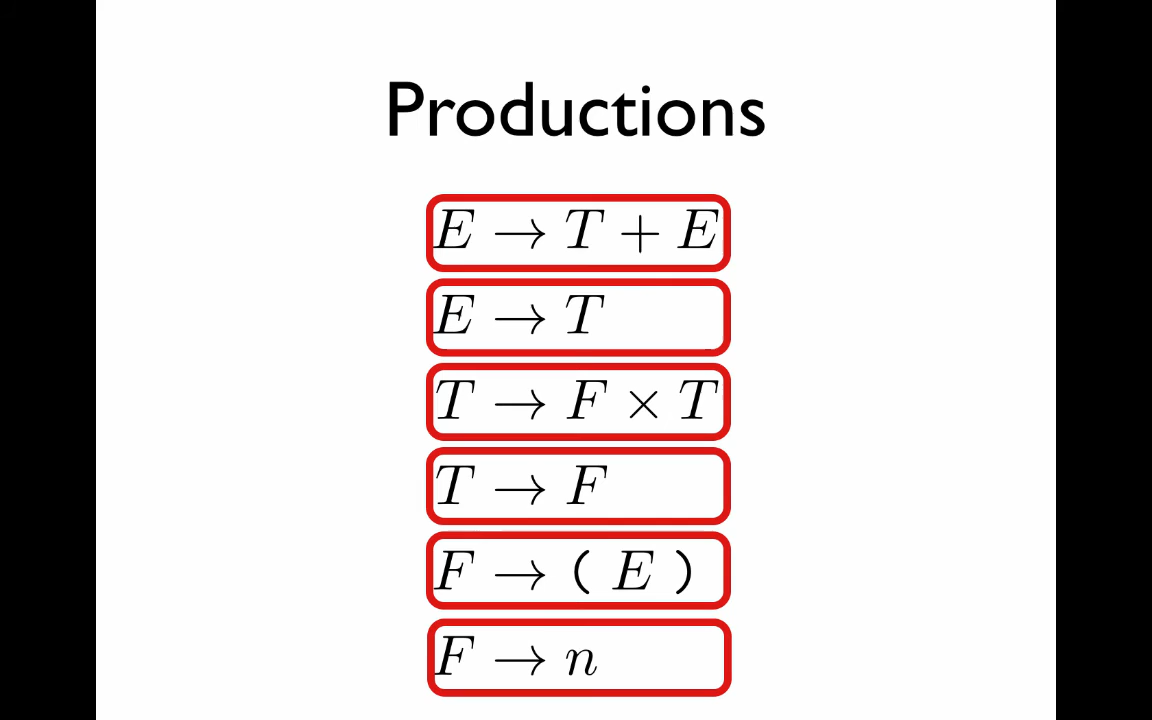 Productions
E → T + E
E → T
T → F × T
T → F
F → ( E )
F → n